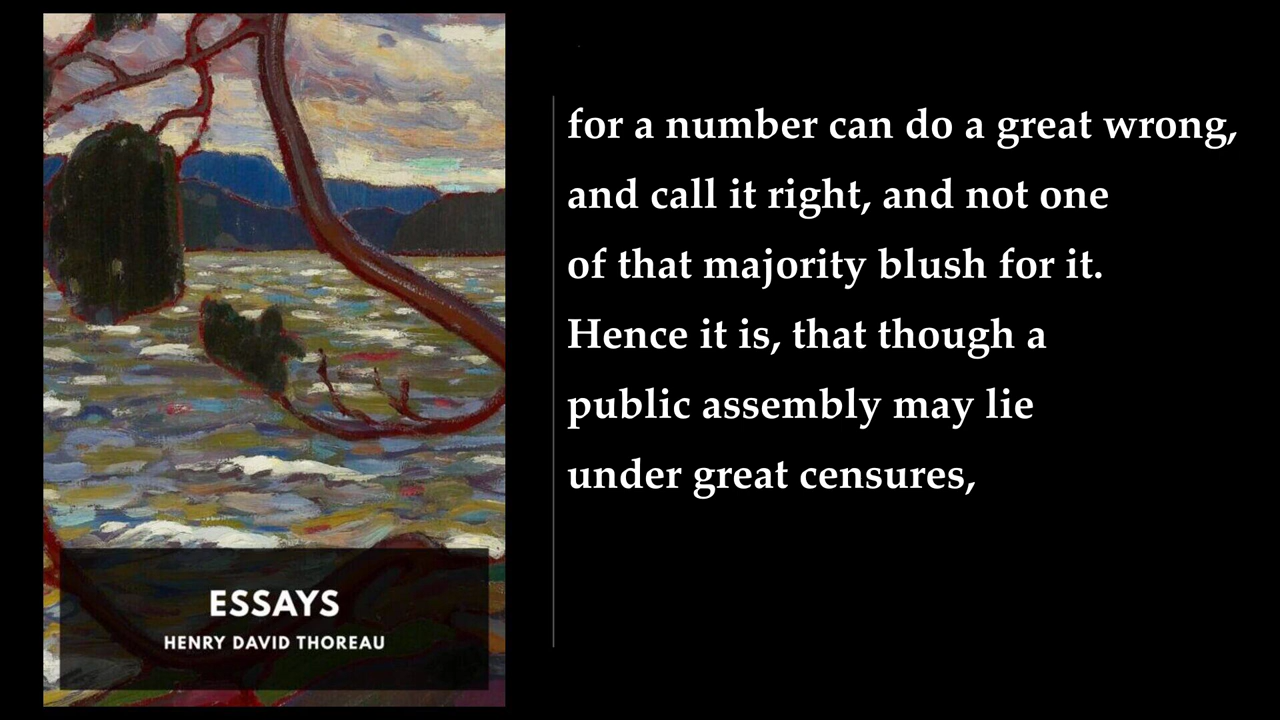 ESSAYS
HENRY DAVID THOREAU
for a number can do a great wrong,
and call it right, and not one
of that majority blush for it.
Hence it is, that though a
public assembly may lie
under great censures,